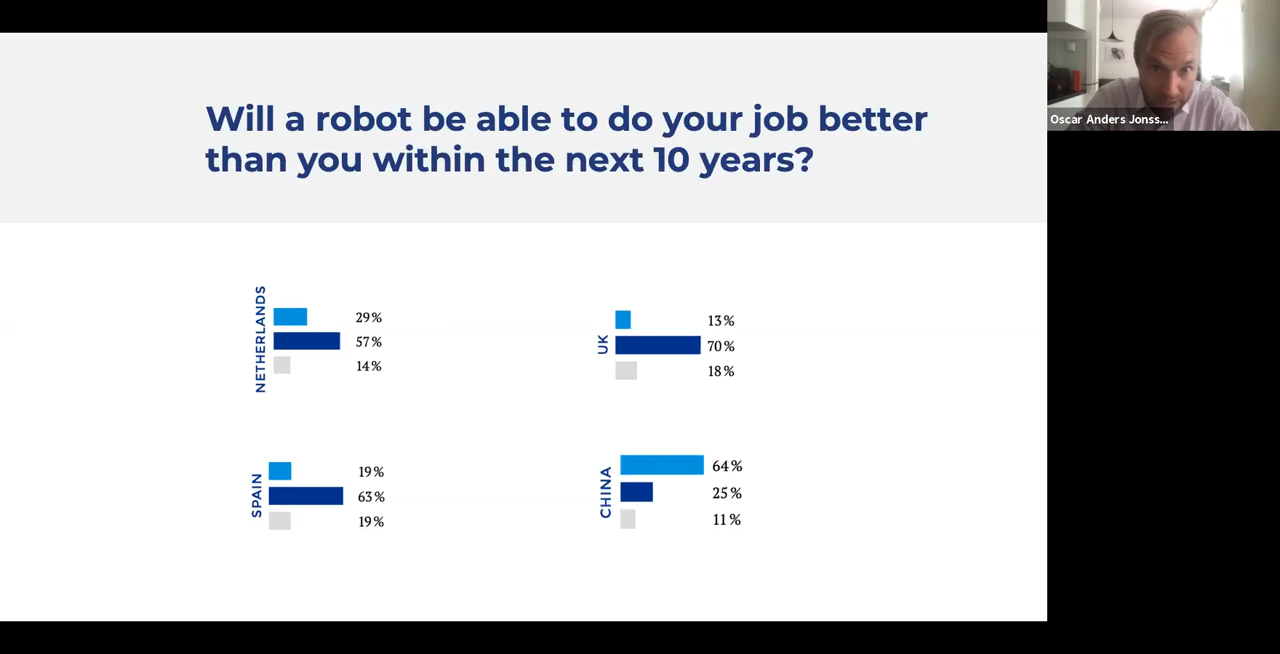 Will a robot be able to do your job better
than you within the next 10 years?
Oscar Anders Jonss...
NETHERLANDS
29%
57%
14%
UK
13%
70%
18%
SPAIN
19%
63%
19%
CHINA
64%
25%
11%